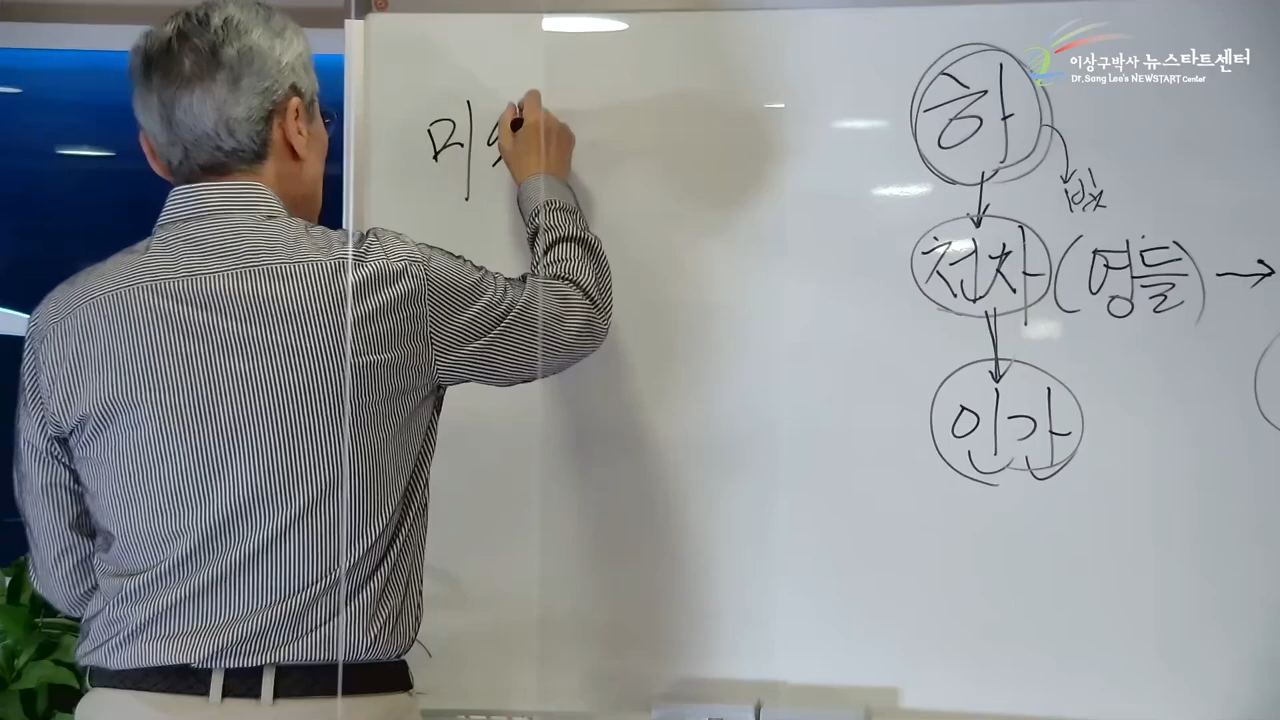 이상구박사 뉴스타트센터
Dr. Sang Lee's NEWSTART Center
미
하
빛
천사 (영들) →
인간